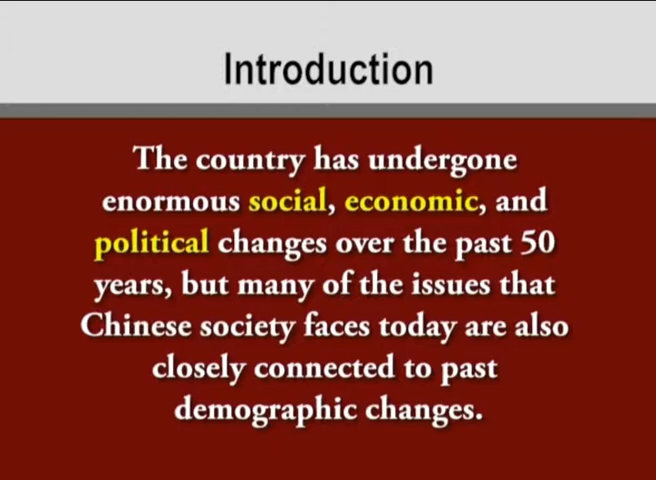 Introduction
The country has undergone
enormous social, economic, and
political changes over the past 50
years, but many of the issues that
Chinese society faces today are also
closely connected to past
demographic changes.